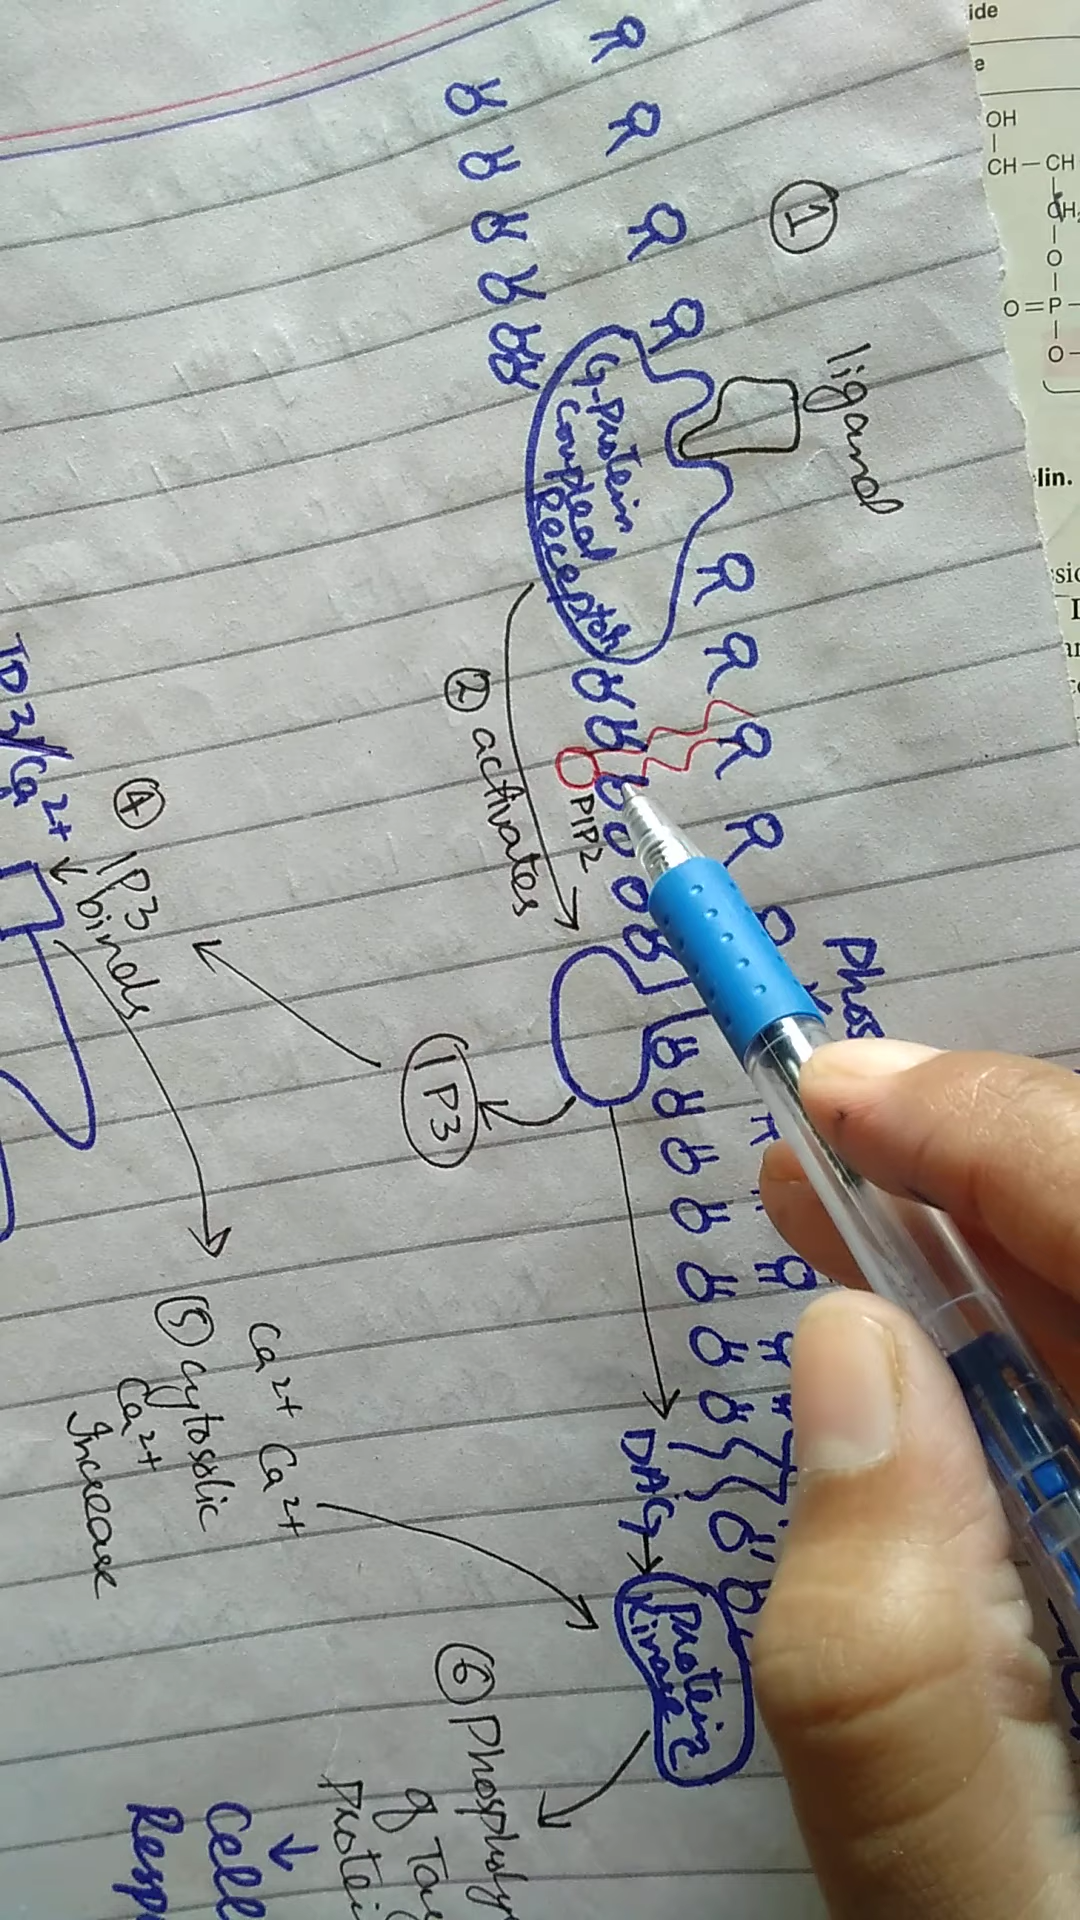 ①
ligand
G-Protein
Coupled
Receptor
② activates
PIP2
Phos
IP3
④ IP3
binds
IP3/Ca2+
Ca2+ Ca2+
⑤ Cytosolic
Ca2+
Increase
DAG
Protein
Kinase C
⑥ Phosphory
of Tar
Protei
Cell
Resp
ide
e
OH
CH—CH
CH
O
O=P—
O—
lin.